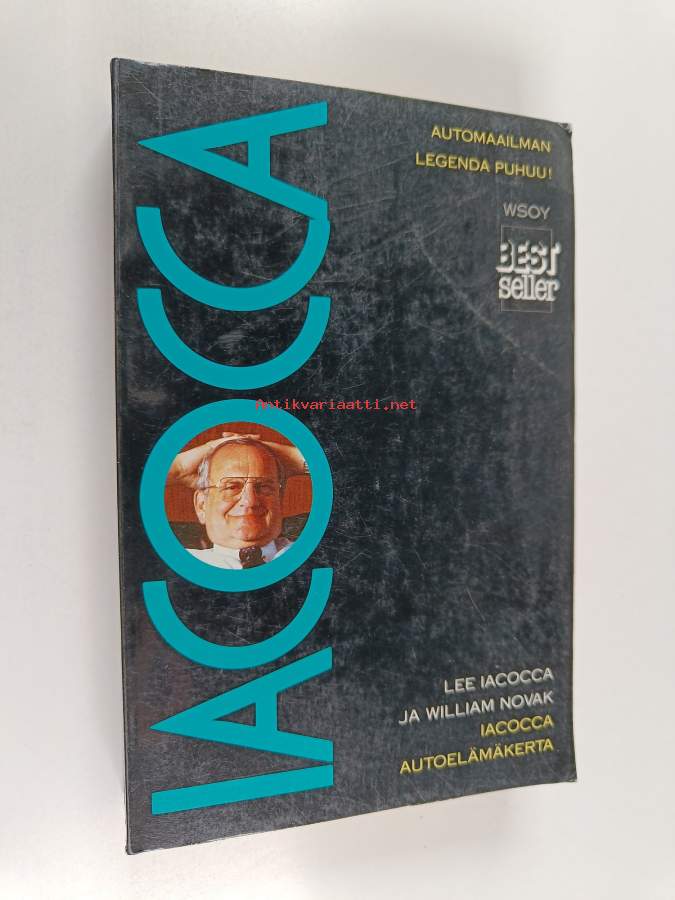 IACOCCA
AUTOMAAILMAN
LEGENDA PUHUU!
WSOY
BEST
seller
Antikvariaatti.net
LEE IACOCCA
JA WILLIAM NOVAK
IACOCCA
AUTOELÄMÄKERTA